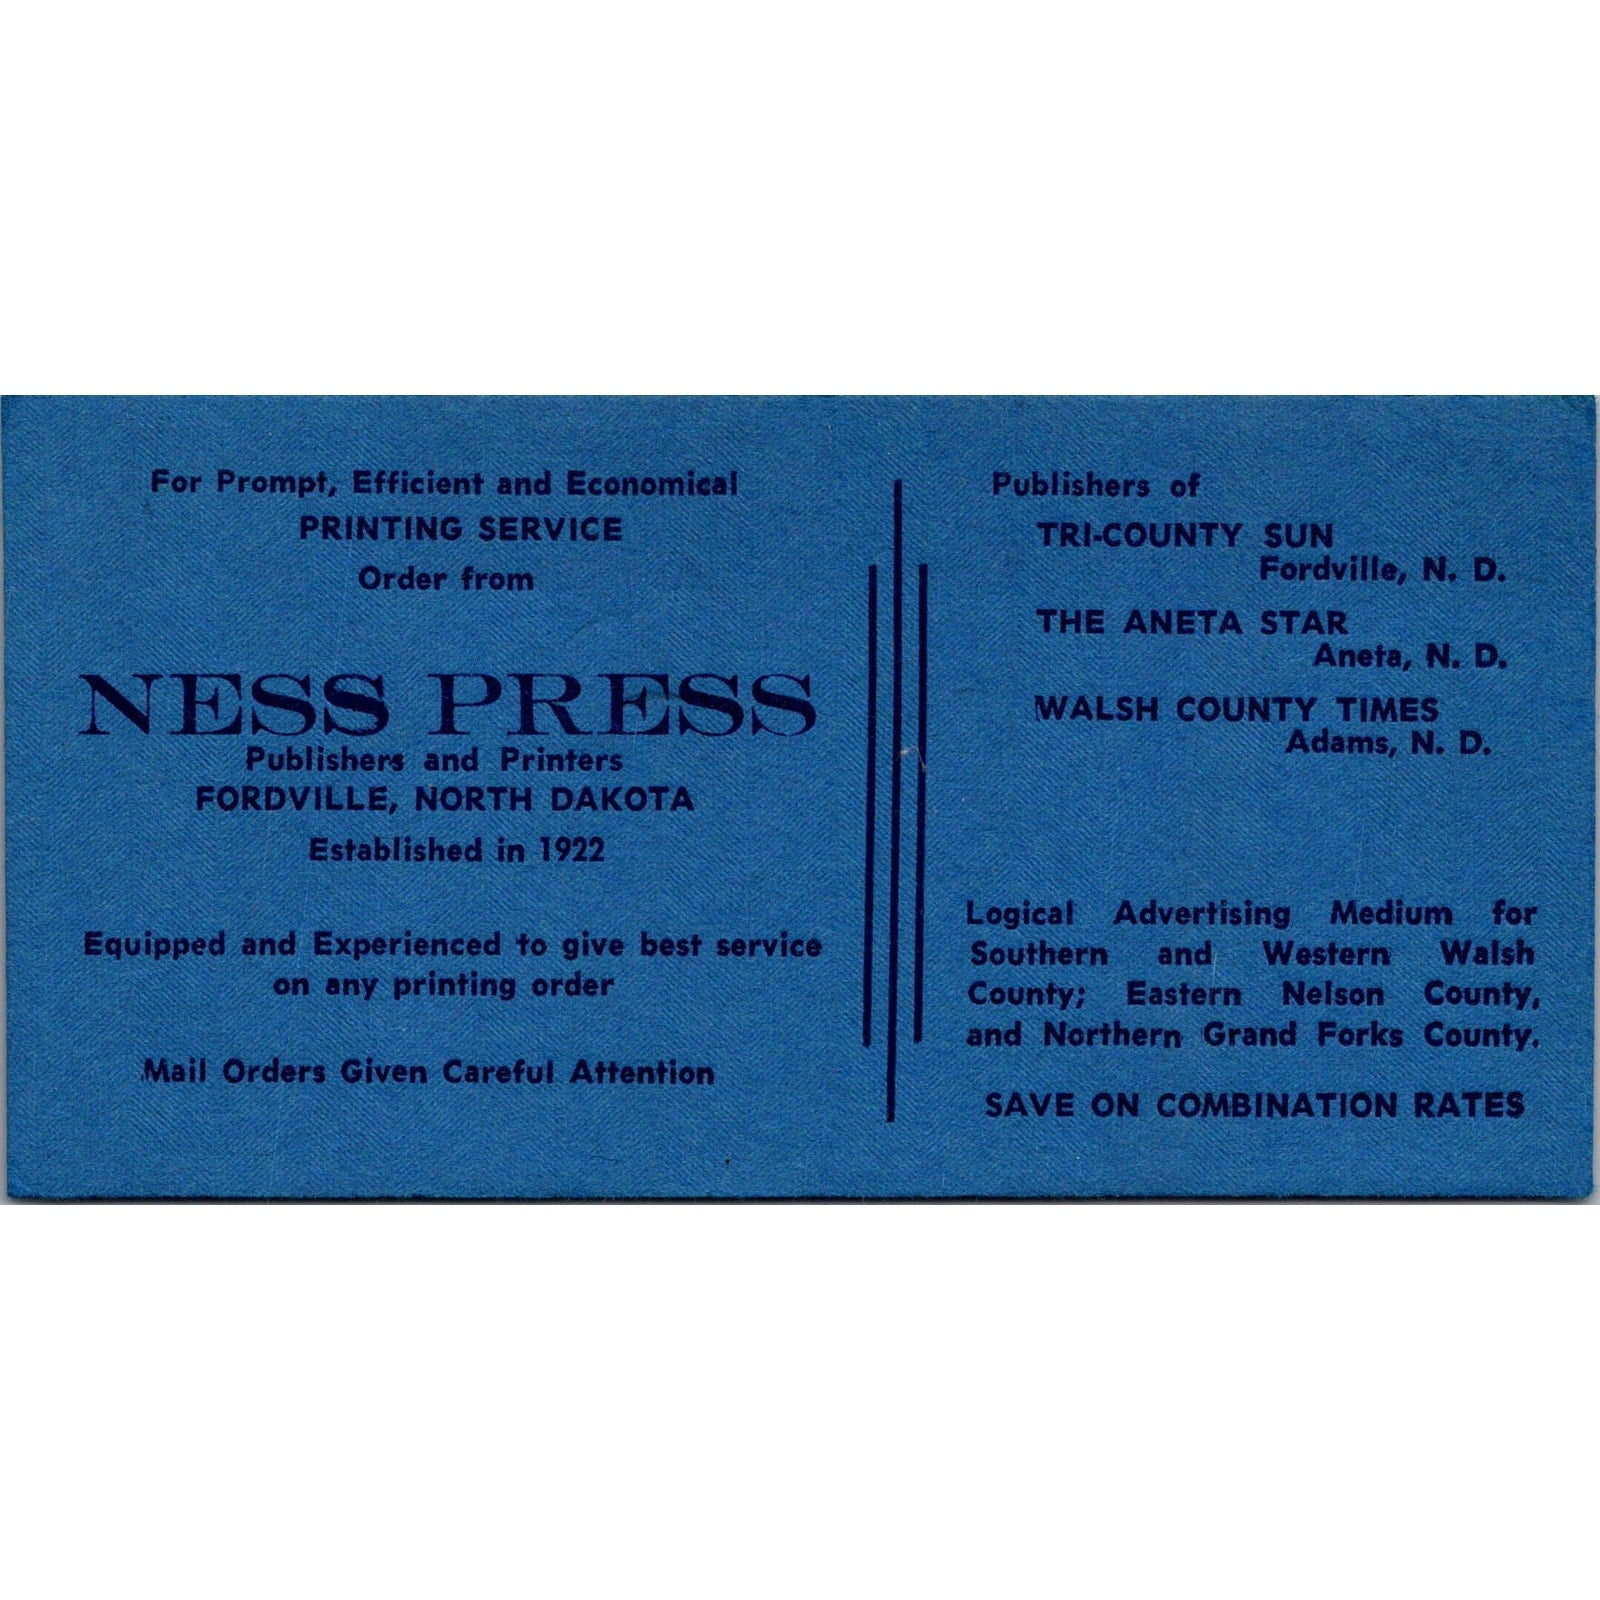 For Prompt, Efficient and Economical
PRINTING SERVICE
Order from
NESS PRESS
Publishers and Printers
FORDVILLE, NORTH DAKOTA
Established in 1922
Equipped and Experienced to give best service
on any printing order
Mail Orders Given Careful Attention
Publishers of
TRI-COUNTY SUN
Fordville, N. D.
THE ANETA STAR
Aneta, N. D.
WALSH COUNTY TIMES
Adams, N. D.
Logical Advertising Medium for
Southern and Western Walsh
County; Eastern Nelson County,
and Northern Grand Forks County.
SAVE ON COMBINATION RATES